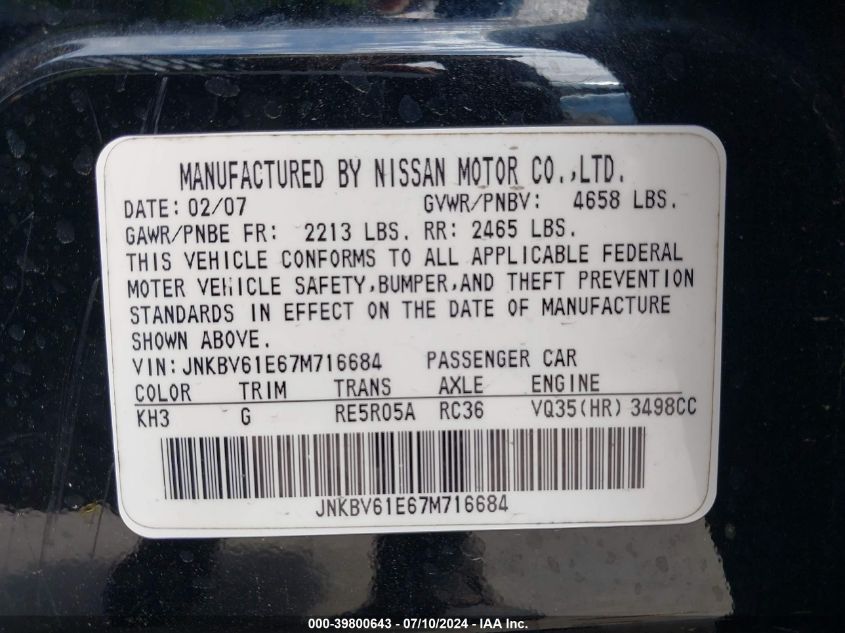 MANUFACTURED BY NISSAN MOTOR CO.,LTD.
DATE: 02/07 GVWR/PNBV: 4658 LBS.
GAWR/PNBE FR: 2213 LBS. RR: 2465 LBS.
THIS VEHICLE CONFORMS TO ALL APPLICABLE FEDERAL
MOTER VEHICLE SAFETY,BUMPER,AND THEFT PREVENTION
STANDARDS IN EFFECT ON THE DATE OF MANUFACTURE
SHOWN ABOVE.
VIN:JNKBV61E67M716684 PASSENGER CAR
COLOR TRIM TRANS AXLE ENGINE
KH3 G RE5R05A RC36 VQ35(HR) 3498CC
JNKBV61E67M716684
000-39800643 - 07/10/2024 - IAA Inc.